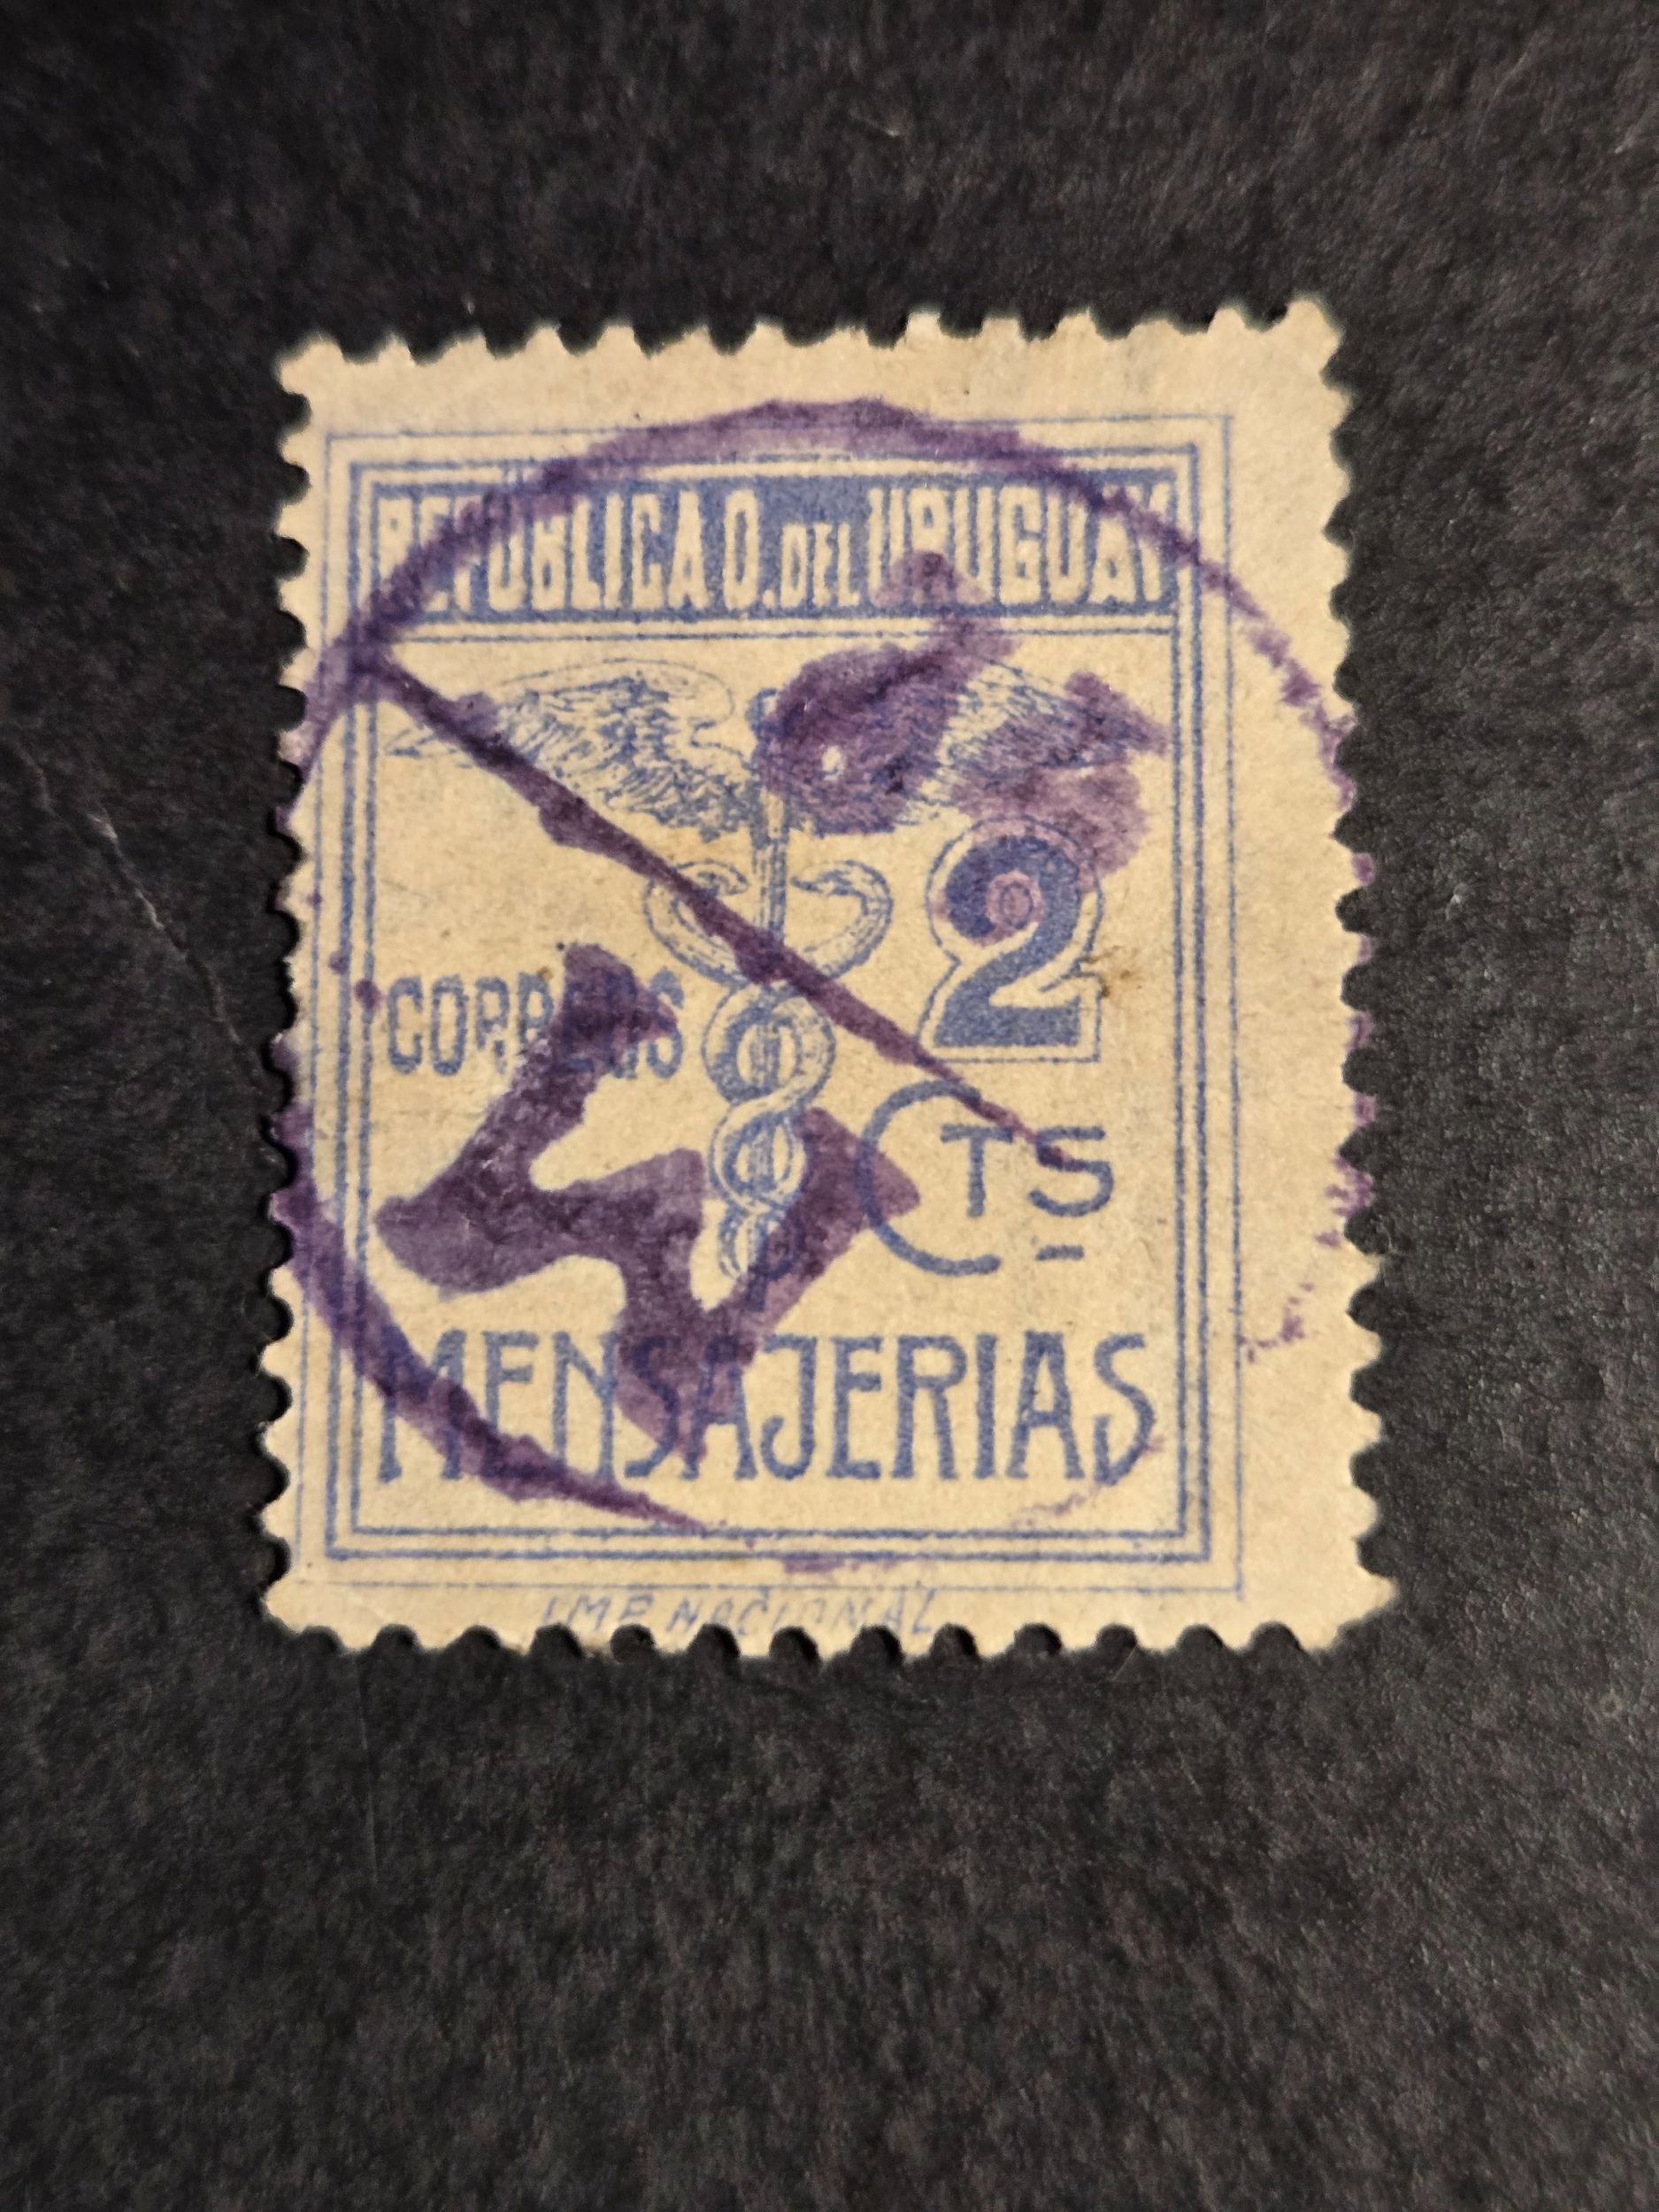 REPUBLICA O. DEL URUGUAY
2
CORREOS
CTS
MENSAJERIAS
IMP. NACIONAL